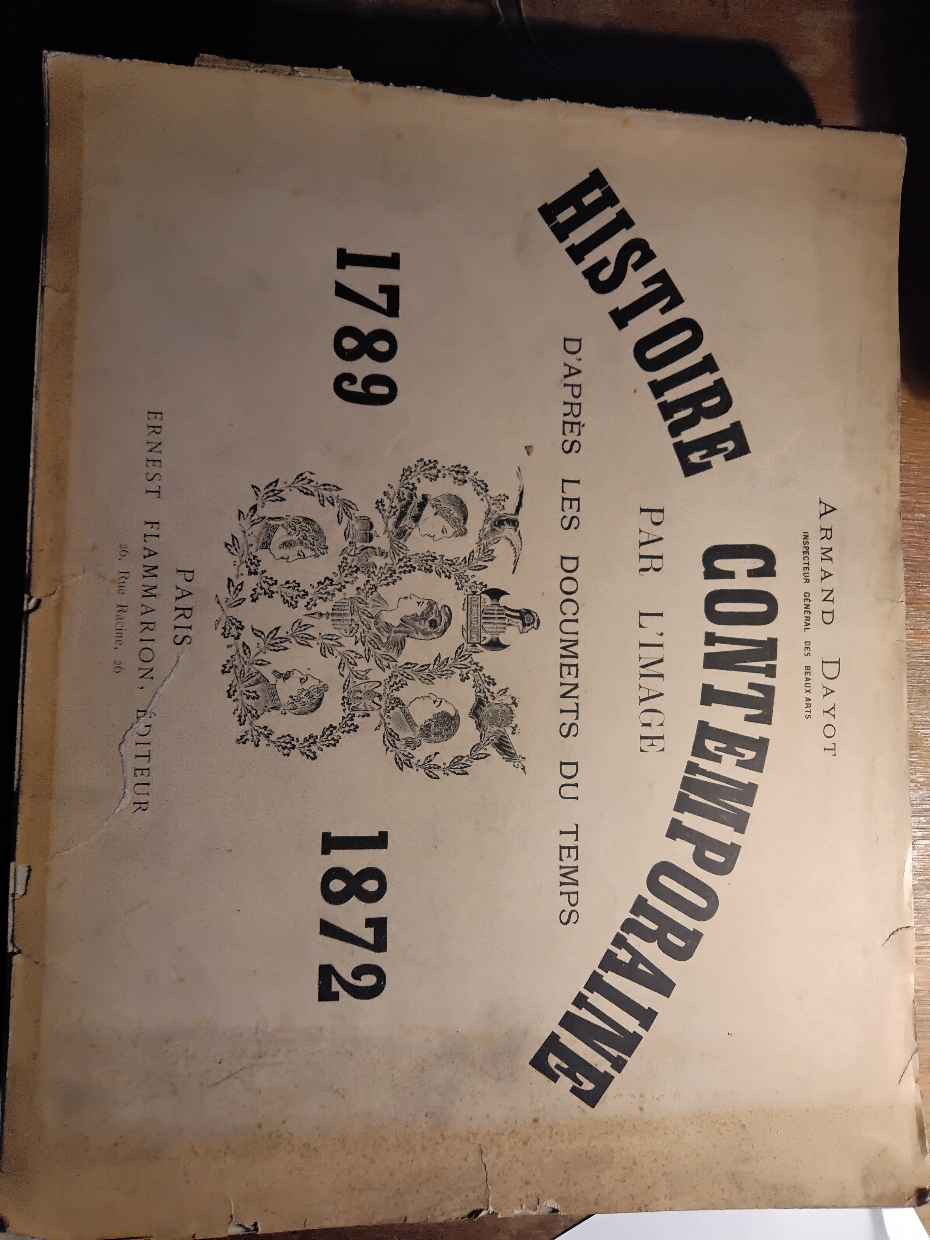 ARMAND DAYOT
INSPECTEUR GÉNÉRAL DES BEAUX ARTS
HISTOIRE CONTEMPORAINE
PAR L'IMAGE
D'APRÈS LES DOCUMENTS DU TEMPS
1789 1872
PARIS
ERNEST FLAMMARION, ÉDITEUR
26, Rue Racine, 26